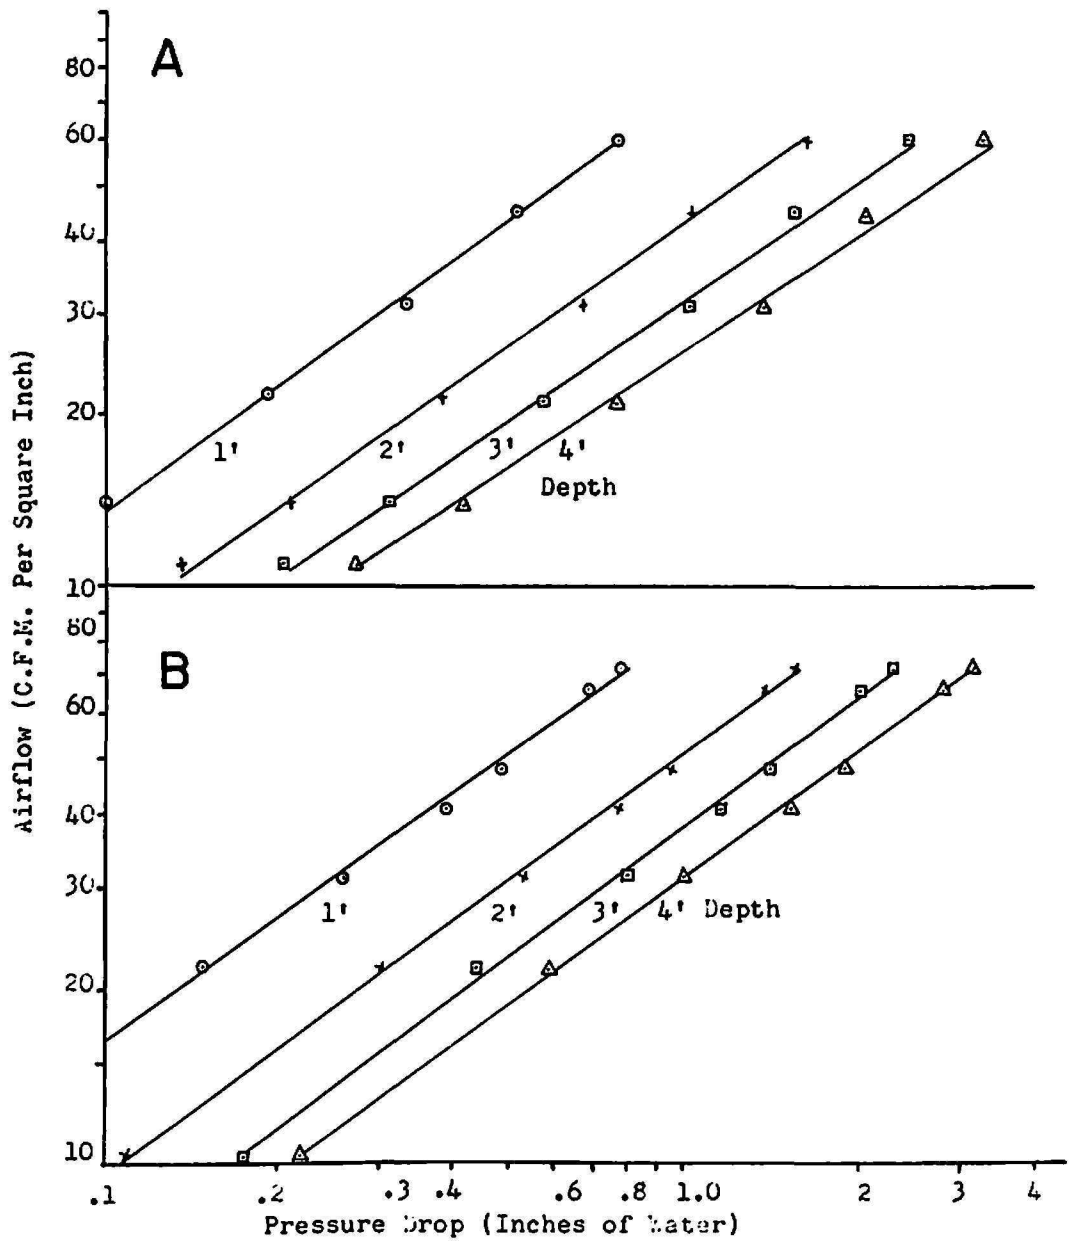 A
80
60
40
30
20
10
1' 2' 3' 4'
Depth
Airflow (C.F.M. Per Square Inch)
B
80
60
40
30
20
10
1' 2' 3' 4' Depth
.1 .2 .3 .4 .6 .8 1.0 2 3 4
Pressure Drop (Inches of Water)